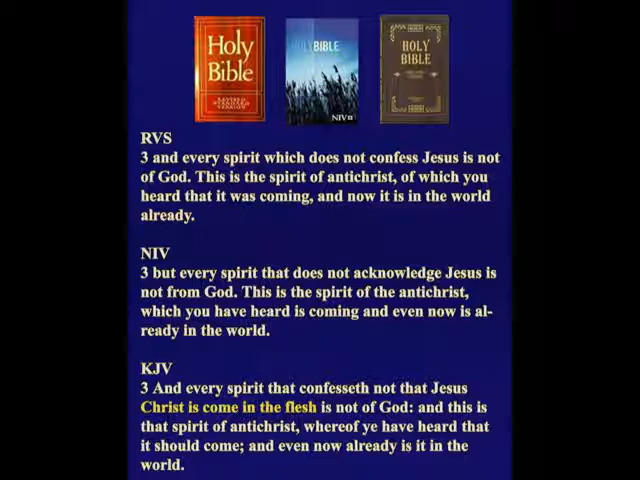 Holy
Bible
REVISED
STANDARD
VERSION
HOLY BIBLE
NIV
HOLY
BIBLE
RVS
3 and every spirit which does not confess Jesus is not
of God. This is the spirit of antichrist, of which you
heard that it was coming, and now it is in the world
already.
NIV
3 but every spirit that does not acknowledge Jesus is
not from God. This is the spirit of the antichrist,
which you have heard is coming and even now is al-
ready in the world.
KJV
3 And every spirit that confesseth not that Jesus
Christ is come in the flesh is not of God: and this is
that spirit of antichrist, whereof ye have heard that
it should come; and even now already is it in the
world.